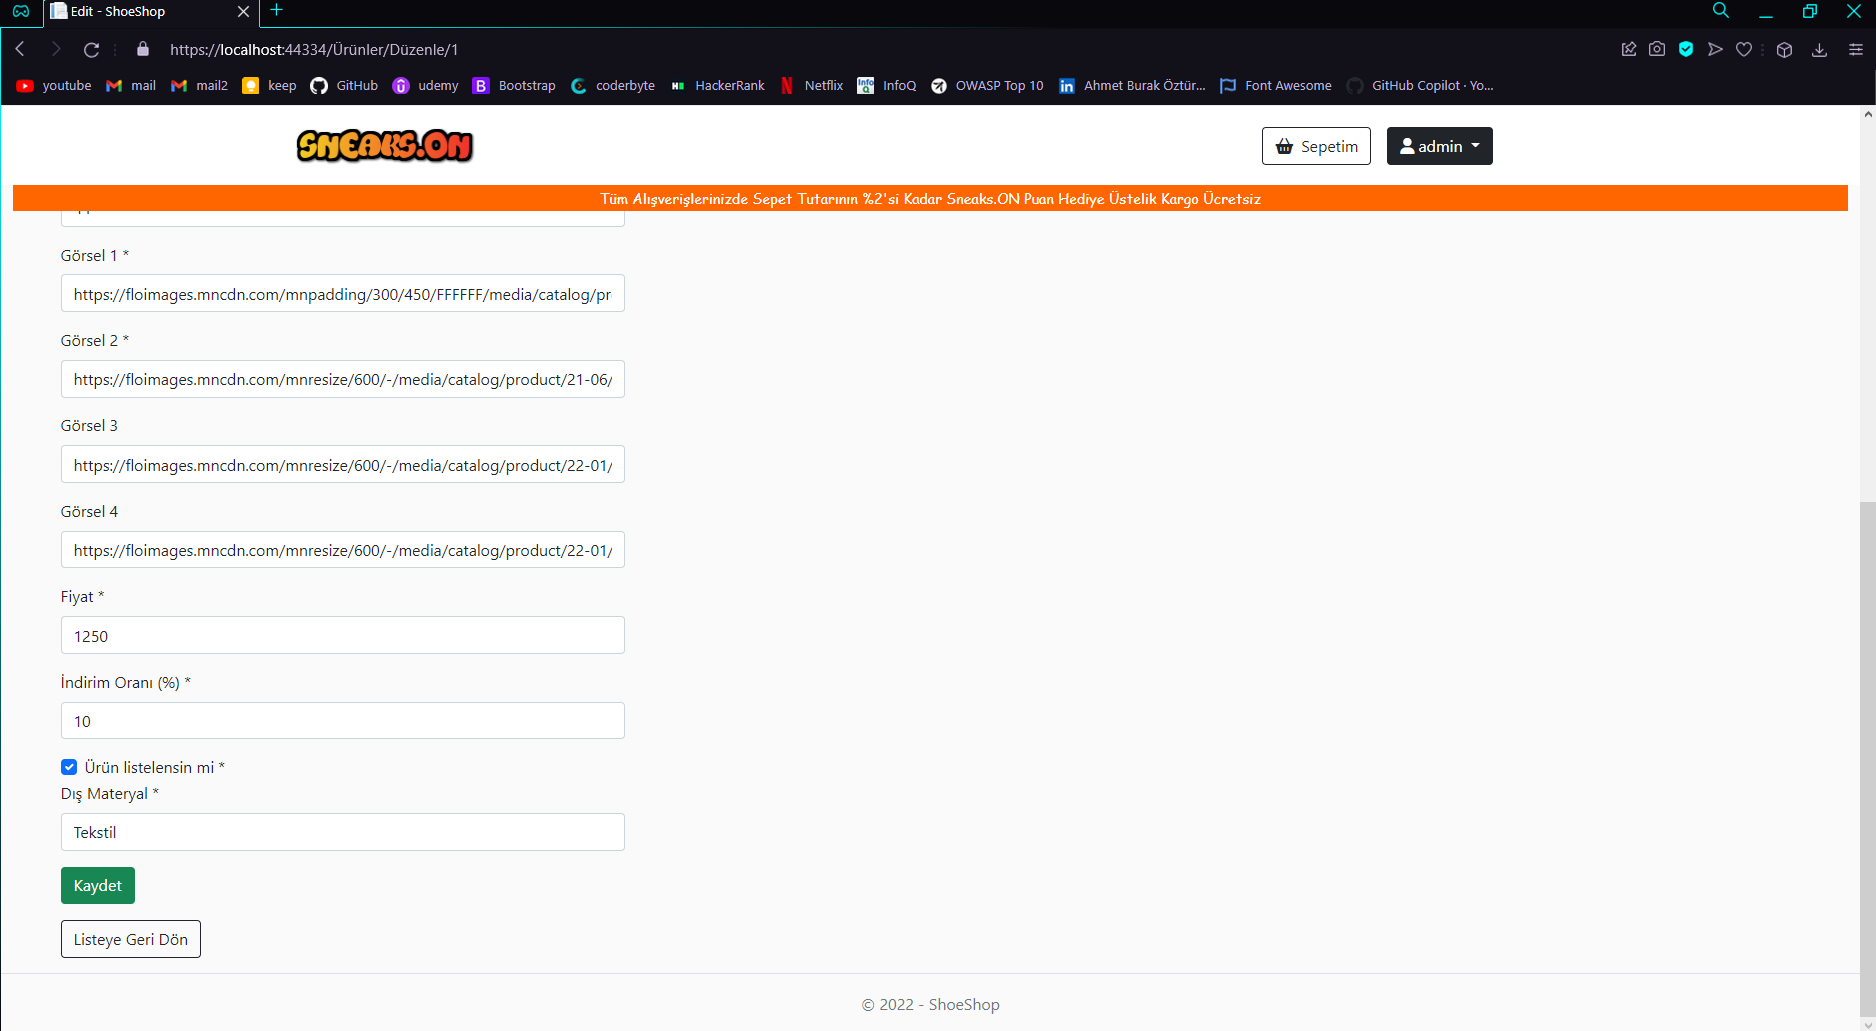 Edit - ShoeShop
https://localhost:44334/Ürünler/Düzenle/1
youtube mail mail2 keep GitHub udemy Bootstrap coderbyte HackerRank Netflix InfoQ OWASP Top 10 Ahmet Burak Öztür... Font Awesome GitHub Copilot · Yo...
SNEAKS.ON Sepetim admin
Tüm Alışverişlerinizde Sepet Tutarının %2'si Kadar Sneaks.ON Puan Hediye Üstelik Kargo Ücretsiz
Görsel 1 *
https://floimages.mncdn.com/mnpadding/300/450/FFFFFF/media/catalog/pr
Görsel 2 *
https://floimages.mncdn.com/mnresize/600/-/media/catalog/product/21-06/
Görsel 3
https://floimages.mncdn.com/mnresize/600/-/media/catalog/product/22-01/
Görsel 4
https://floimages.mncdn.com/mnresize/600/-/media/catalog/product/22-01/
Fiyat *
1250
İndirim Oranı (%) *
10
Ürün listelensin mi *
Dış Materyal *
Tekstil
Kaydet
Listeye Geri Dön
© 2022 - ShoeShop